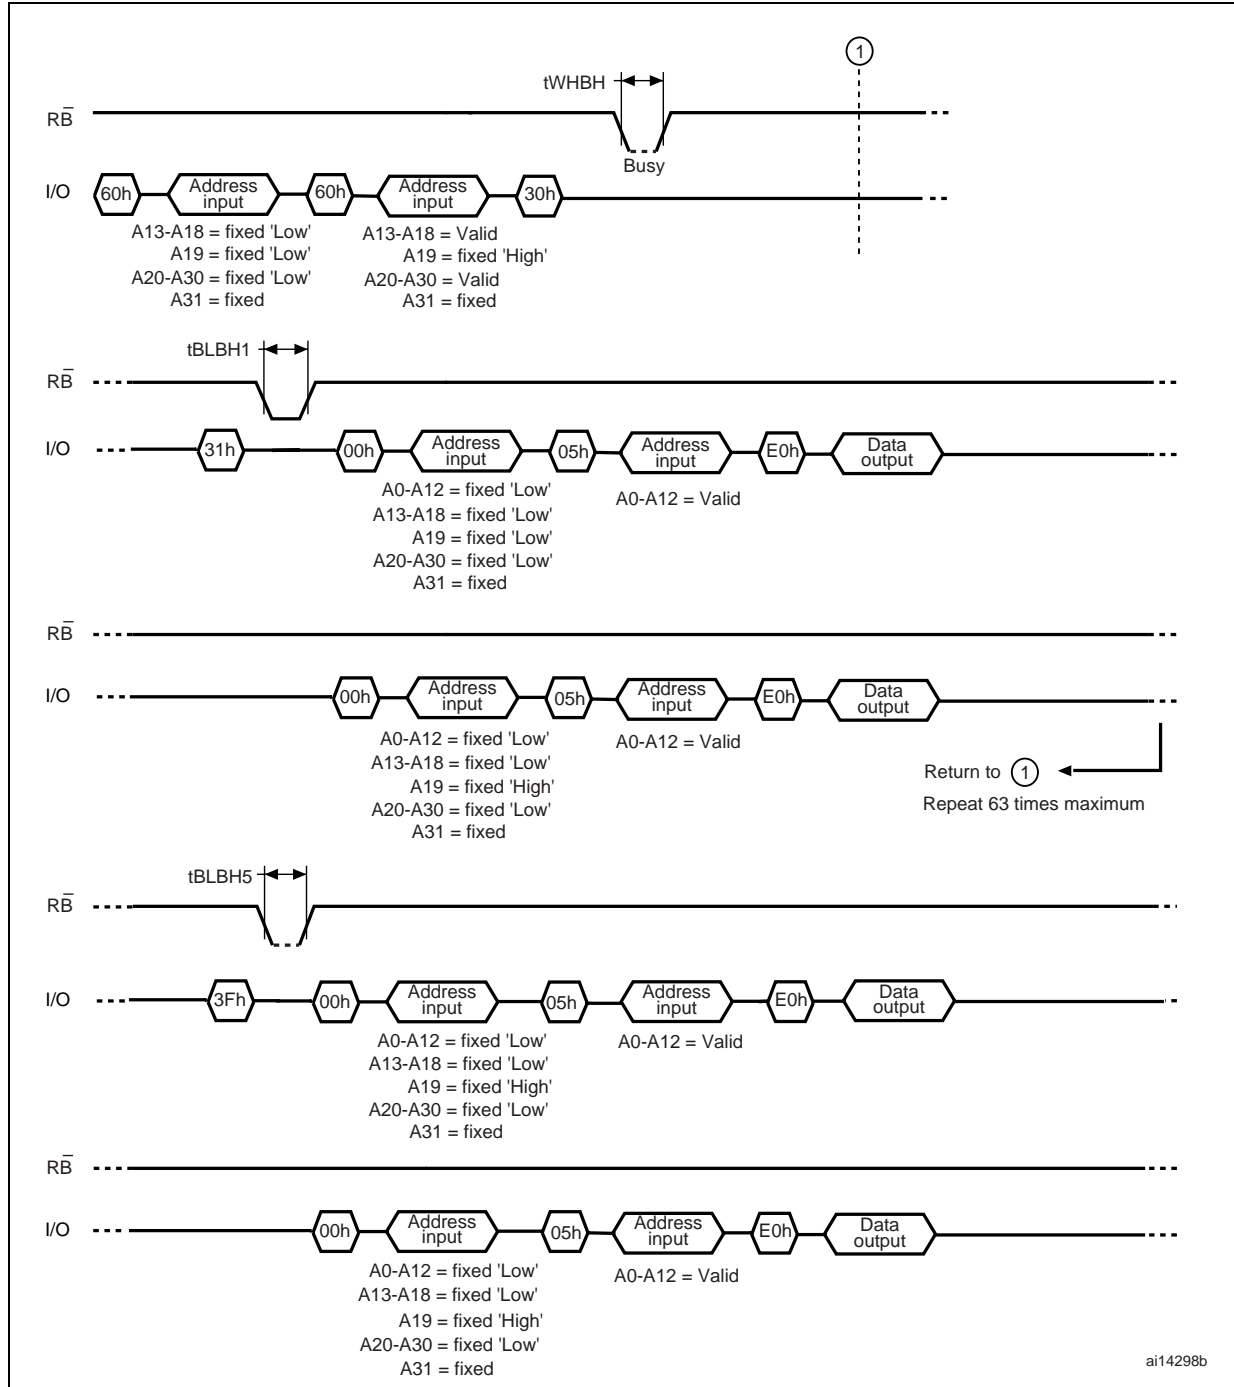 1
tWHBH
RB̅
Busy
I/O 60h Address input 60h Address input 30h
A13-A18 = fixed 'Low' A13-A18 = Valid
A19 = fixed 'Low' A19 = fixed 'High'
A20-A30 = fixed 'Low' A20-A30 = Valid
A31 = fixed A31 = fixed
tBLBH1
RB̅
I/O 31h 00h Address input 05h Address input E0h Data output
A0-A12 = fixed 'Low' A0-A12 = Valid
A13-A18 = fixed 'Low'
A19 = fixed 'Low'
A20-A30 = fixed 'Low'
A31 = fixed
RB̅
I/O 00h Address input 05h Address input E0h Data output
A0-A12 = fixed 'Low' A0-A12 = Valid
A13-A18 = fixed 'Low'
A19 = fixed 'High'
A20-A30 = fixed 'Low'
A31 = fixed
Return to 1
Repeat 63 times maximum
tBLBH5
RB̅
I/O 3Fh 00h Address input 05h Address input E0h Data output
A0-A12 = fixed 'Low' A0-A12 = Valid
A13-A18 = fixed 'Low'
A19 = fixed 'High'
A20-A30 = fixed 'Low'
A31 = fixed
RB̅
I/O 00h Address input 05h Address input E0h Data output
A0-A12 = fixed 'Low' A0-A12 = Valid
A13-A18 = fixed 'Low'
A19 = fixed 'High'
A20-A30 = fixed 'Low'
A31 = fixed
ai14298b